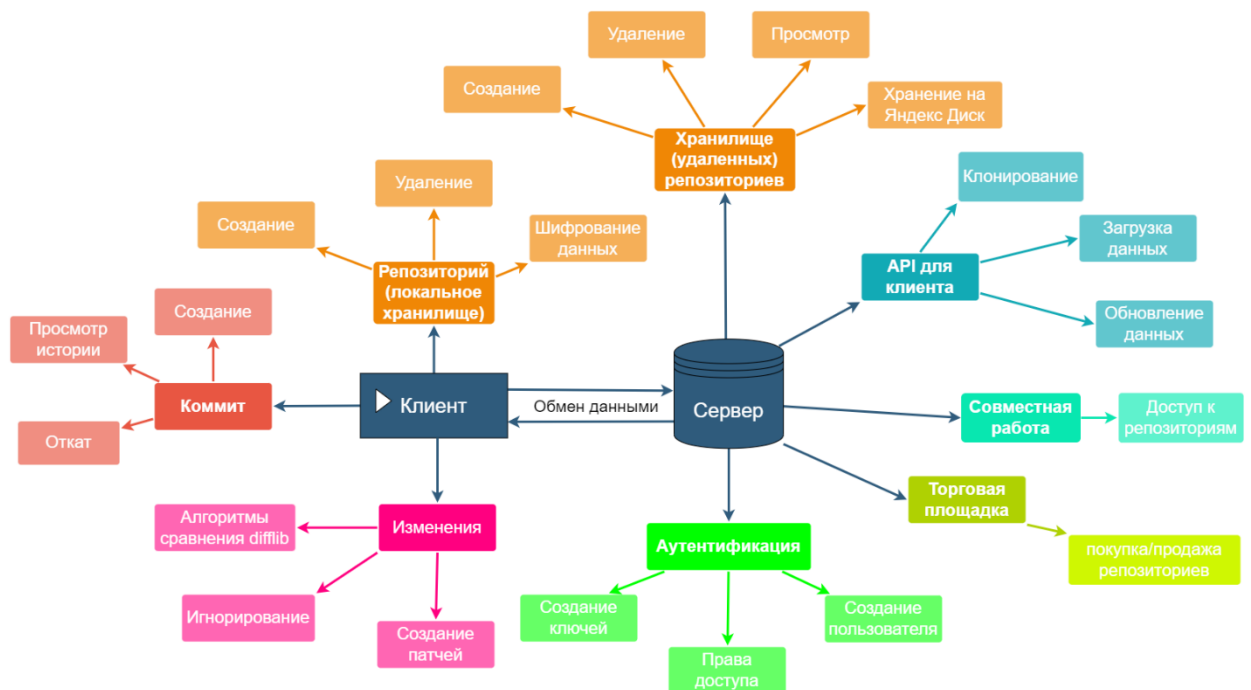 Удаление
Просмотр
Создание
Хранение на
Яндекс Диск
Хранилище
(удаленных)
репозиториев
Клонирование
Удаление
Создание
Шифрование
данных
Загрузка
данных
Репозиторий
(локальное
хранилище)
API для
клиента
Создание
Просмотр
истории
Обновление
данных
Коммит
Клиент
Обмен данными
Сервер
Совместная
работа
Доступ к
репозиториям
Откат
Торговая
площадка
Алгоритмы
сравнения difflib
Изменения
Аутентификация
покупка/продажа
репозиториев
Игнорирование
Создание
патчей
Создание
ключей
Создание
пользователя
Права
доступа